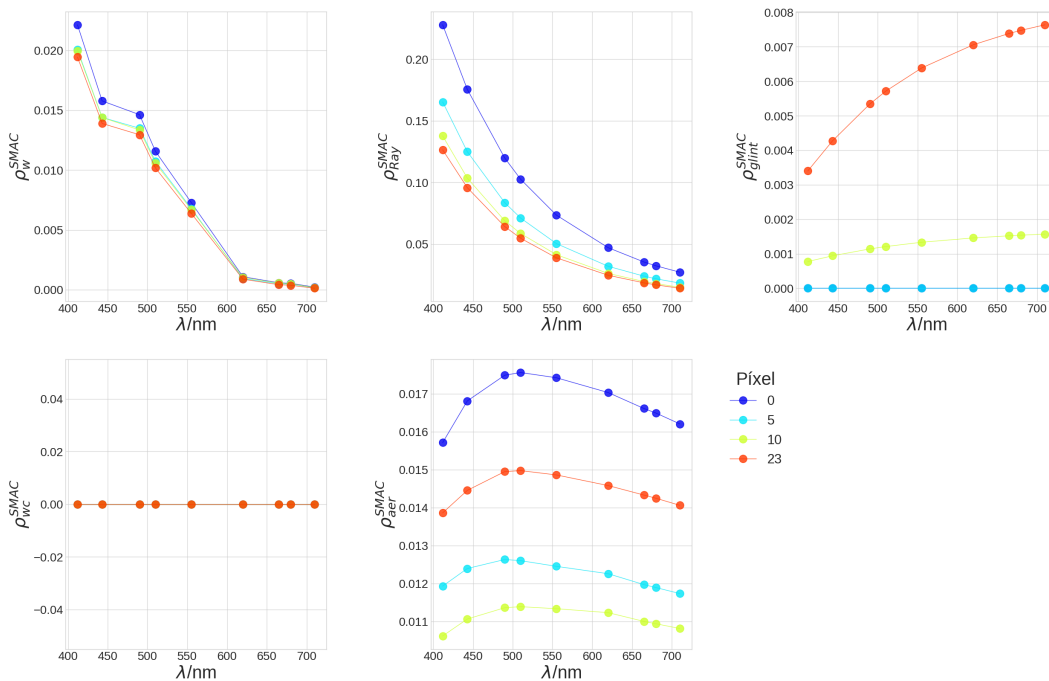 0.020
0.015
0.010
0.005
0.000
ρ_w^SMAC
400 450 500 550 600 650 700
λ/nm
0.20
0.15
0.10
0.05
ρ_Ray^SMAC
400 450 500 550 600 650 700
λ/nm
0.008
0.007
0.006
0.005
0.004
0.003
0.002
0.001
0.000
ρ_glint^SMAC
400 450 500 550 600 650 700
λ/nm
0.04
0.02
0.00
−0.02
−0.04
ρ_wc^SMAC
400 450 500 550 600 650 700
λ/nm
0.017
0.016
0.015
0.014
0.013
0.012
0.011
ρ_aer^SMAC
400 450 500 550 600 650 700
λ/nm
Píxel
0
5
10
23